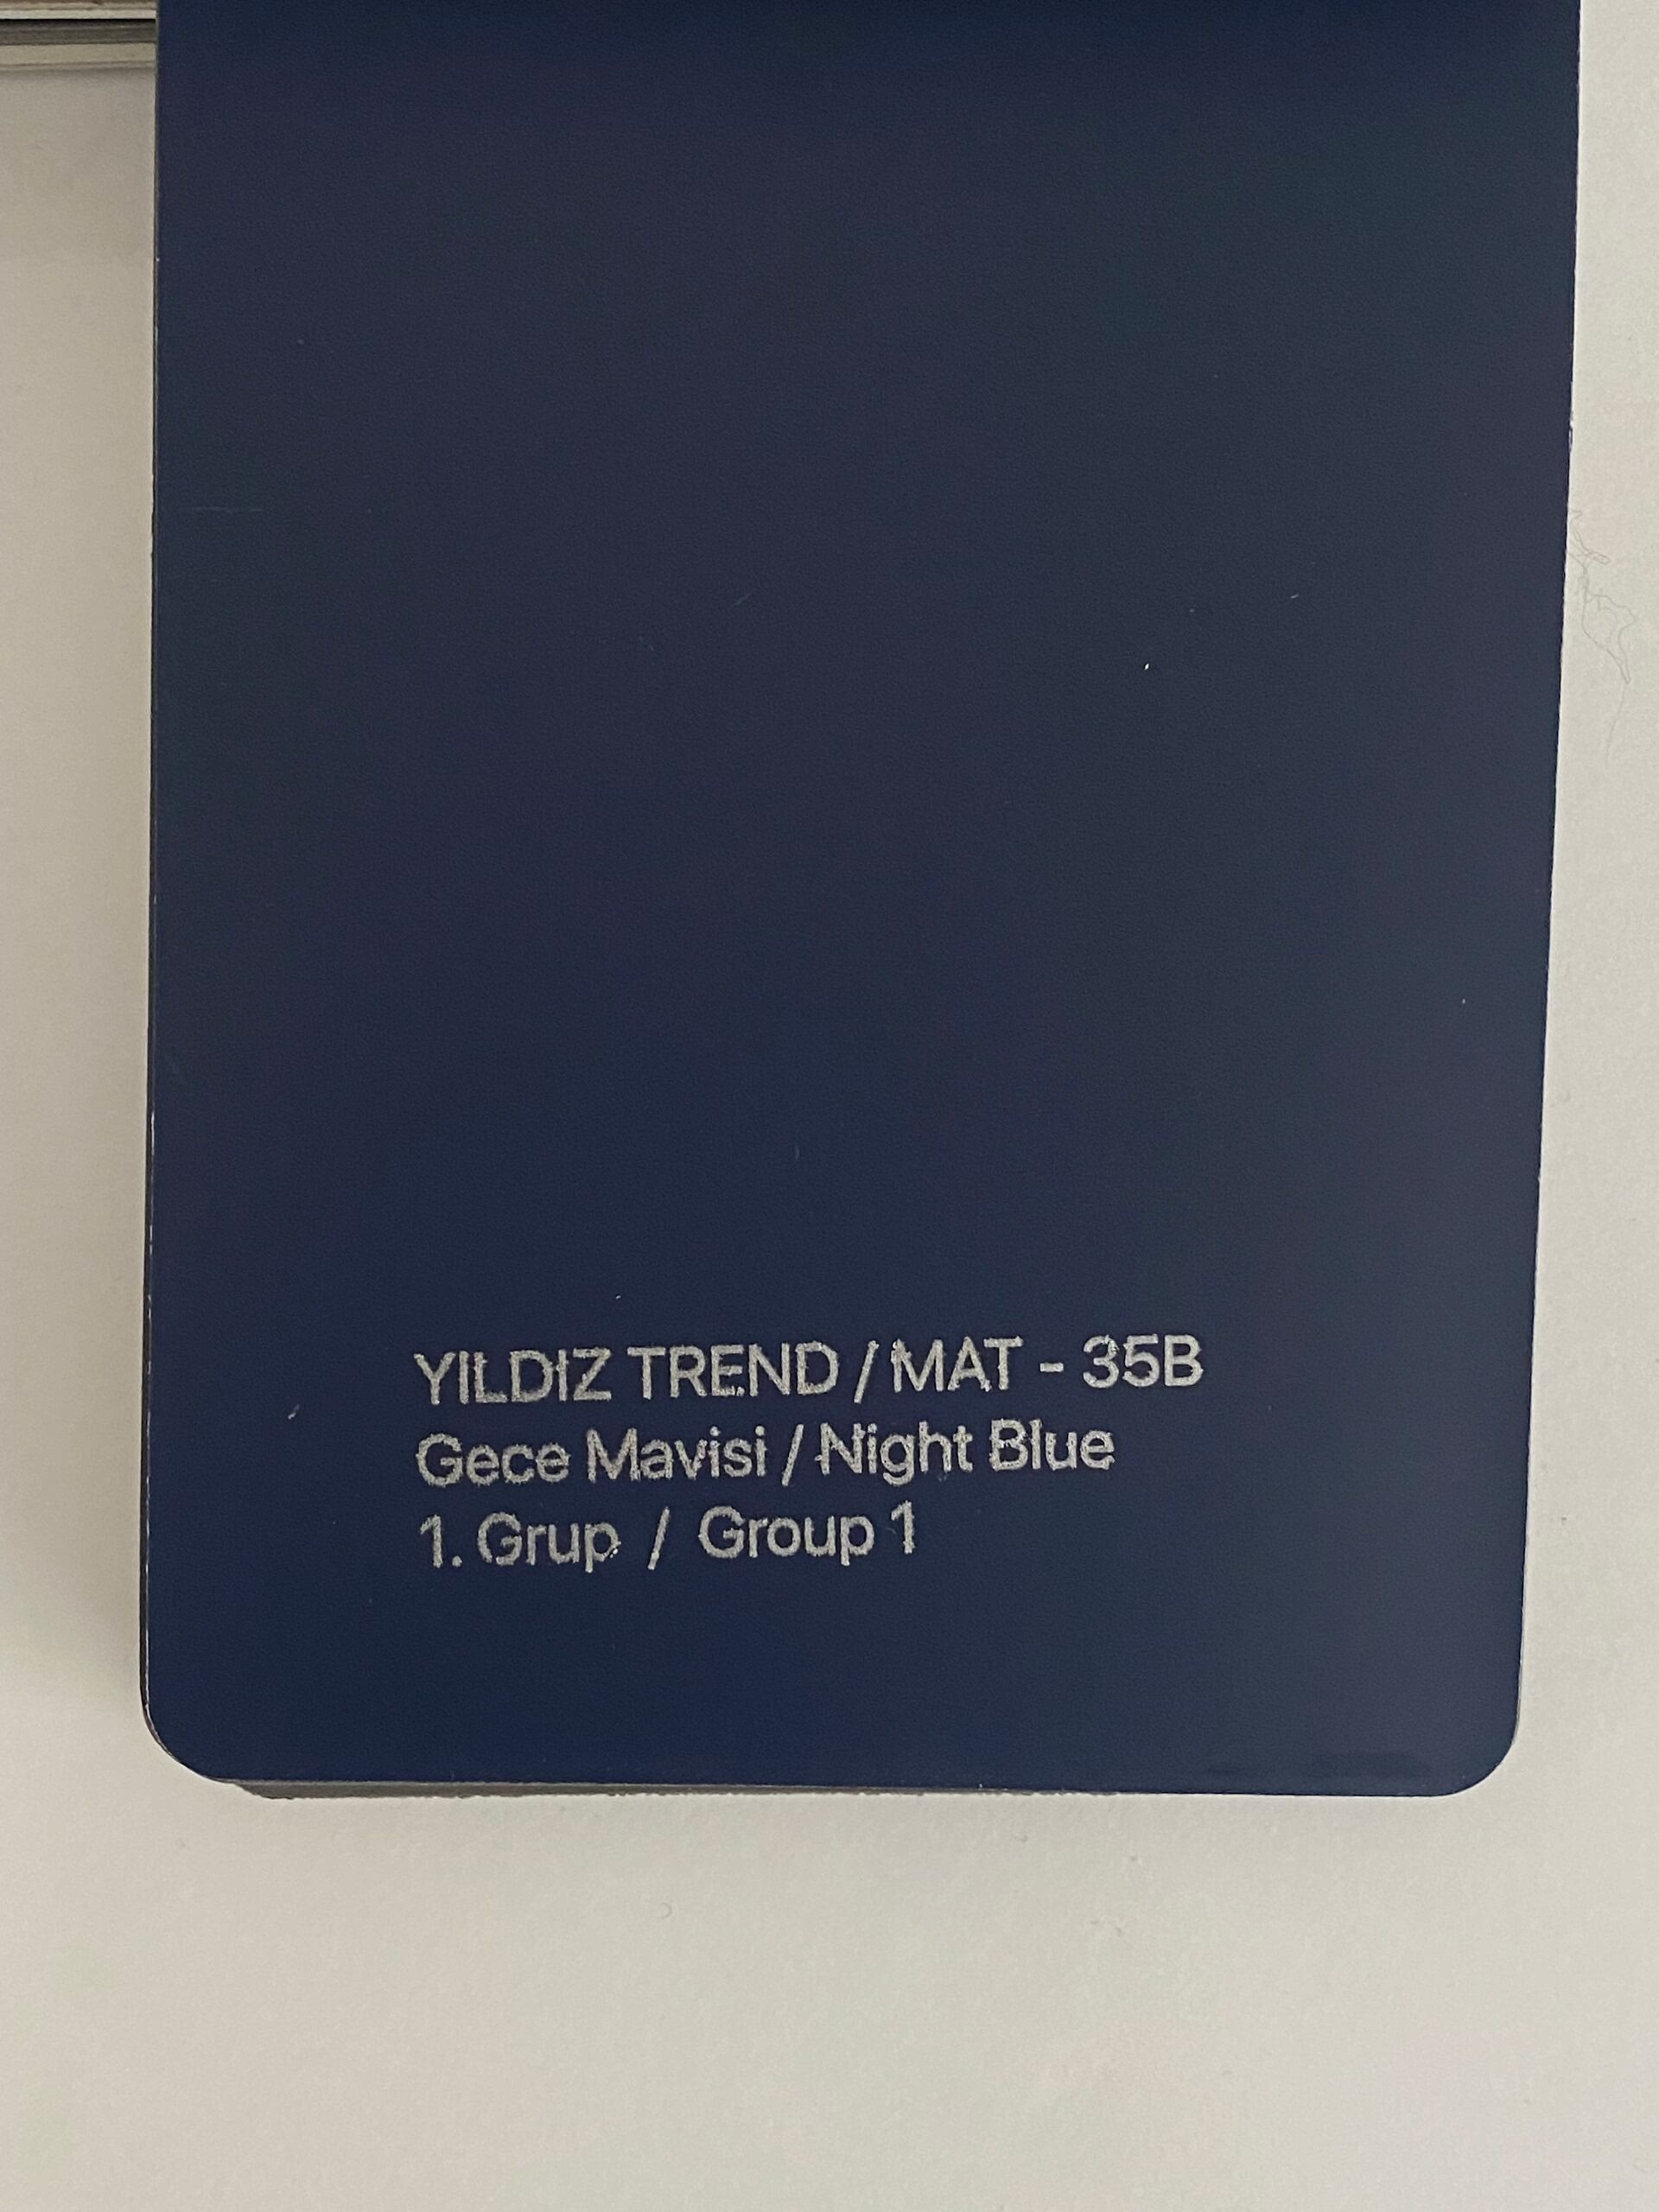 YILDIZ TREND / MAT - 35B
Gece Mavisi / Night Blue
1. Grup / Group 1